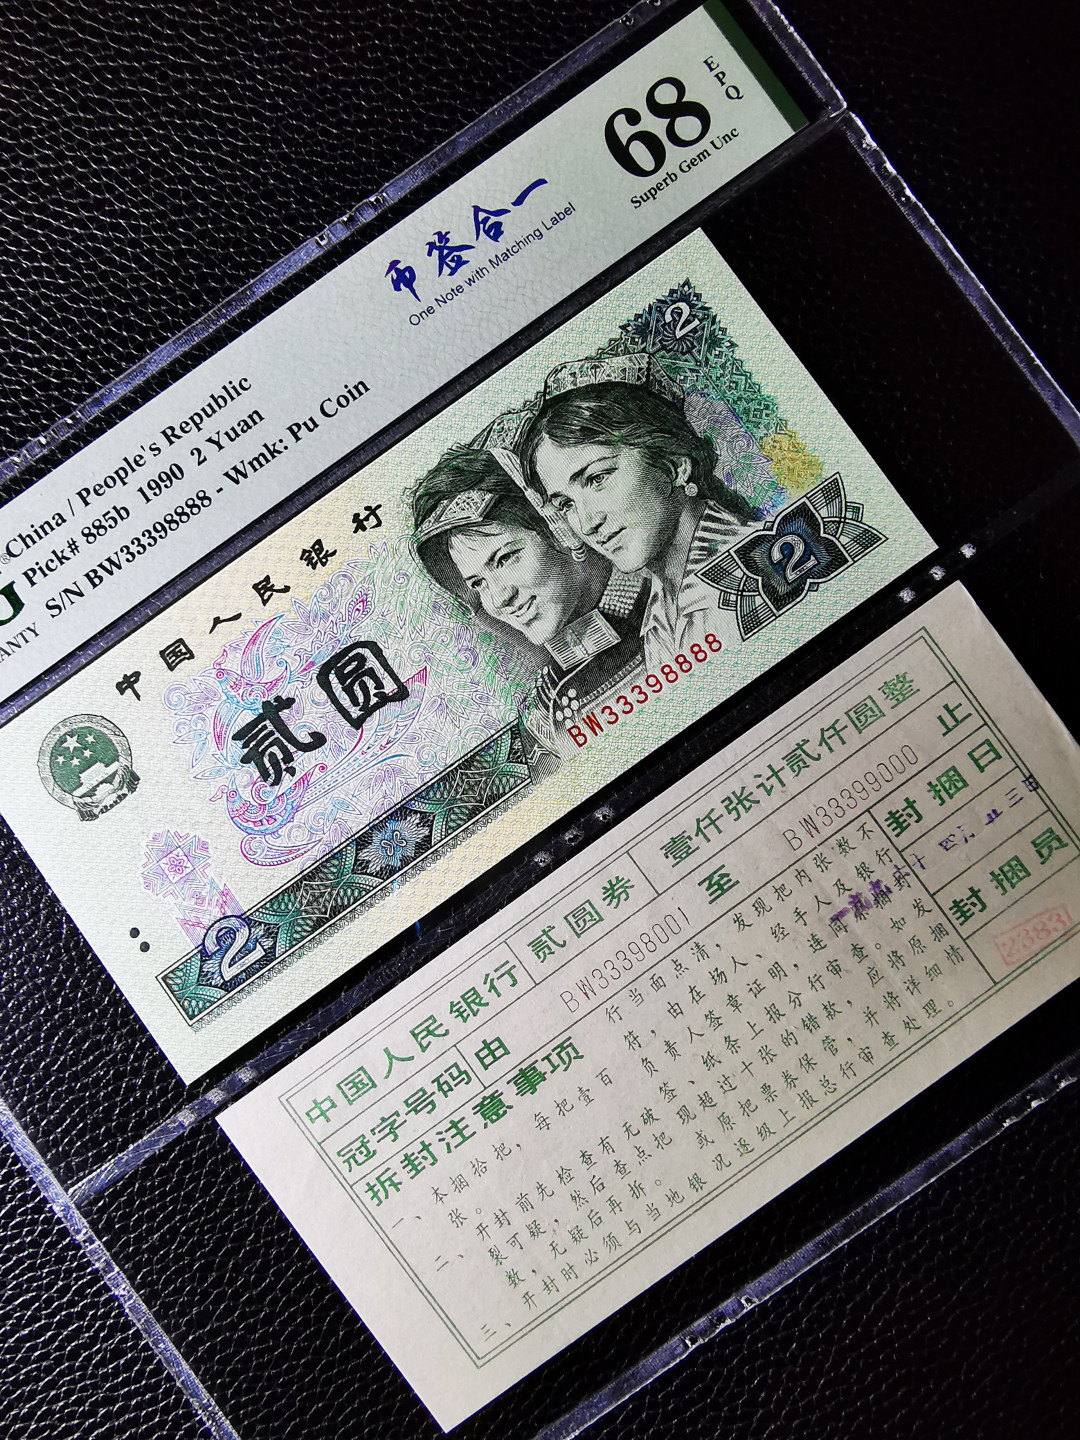 68
EPQ
Superb Gem Unc
币签合一
One Note with Matching Label
China / People's Republic
Pick# 885b 1990 2 Yuan
S/N BW33398888 - Wmk: Pu Coin
ANTY
中国人民银行
贰圆
2
2
2
BW33398888
中国人民银行 贰圆券 壹仟张计贰仟圆整
冠字号码 由 BW33398001 至 BW33399000 止
拆封注意事项
一、本捆拾把，每把壹百张。
二、开封前先检查有无破裂可疑，然后查点把数，无疑后再拆。
三、开封时必须与当地银
行当面点清，发现把内张数不
符，由在场人、经手人及银行
负责人签章证明，连同原捆封
签、纸条上报分行审查。如发
现超过十张的错款，应将原捆
或原把票券保管，并将详细情
况逐级上报总行审查处理。
封捆日
封捆员
2383